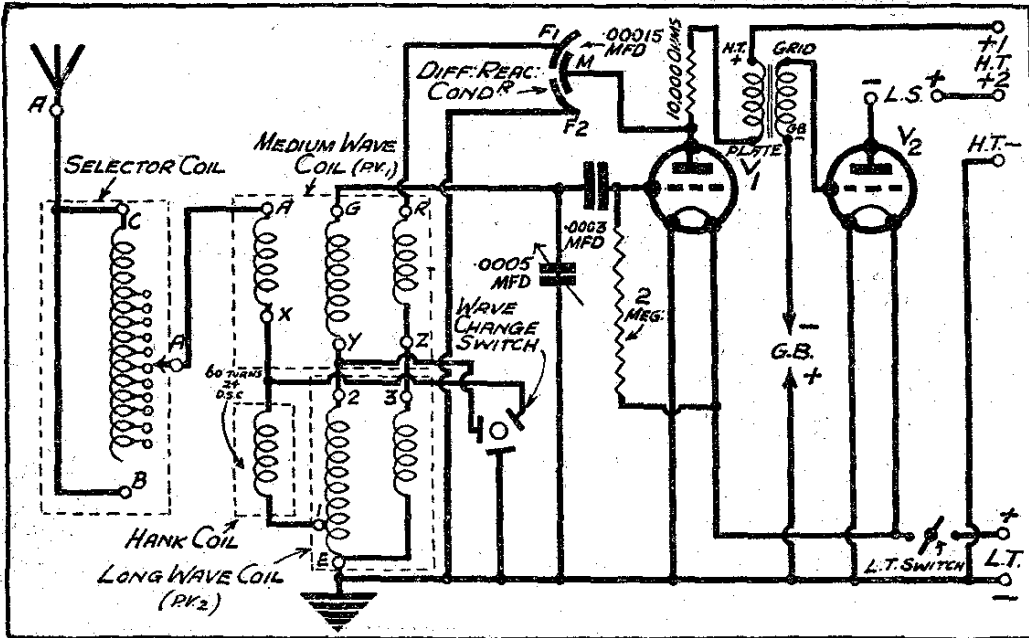 F1
.00015
MFD
M
DIFF: REAC:
COND R
F2
10,000 OHMS
H.T.
+
GRID
GB
-
PLATE
V1
- L.S. +
V2
+1
H.T.
+2
H.T.-
A
SELECTOR COIL
C
A
B
MEDIUM WAVE
COIL (P.V.1)
A
G
R
X
Y
Z
60 TURNS
24
D.S.C
2
3
1
E
HANK COIL
LONG WAVE COIL
(P.V.2)
.0003
MFD
.0005
MFD
WAVE
CHANGE
SWITCH
2
MEG:
-
G.B.
+
L.T. SWITCH
+
L.T.
-